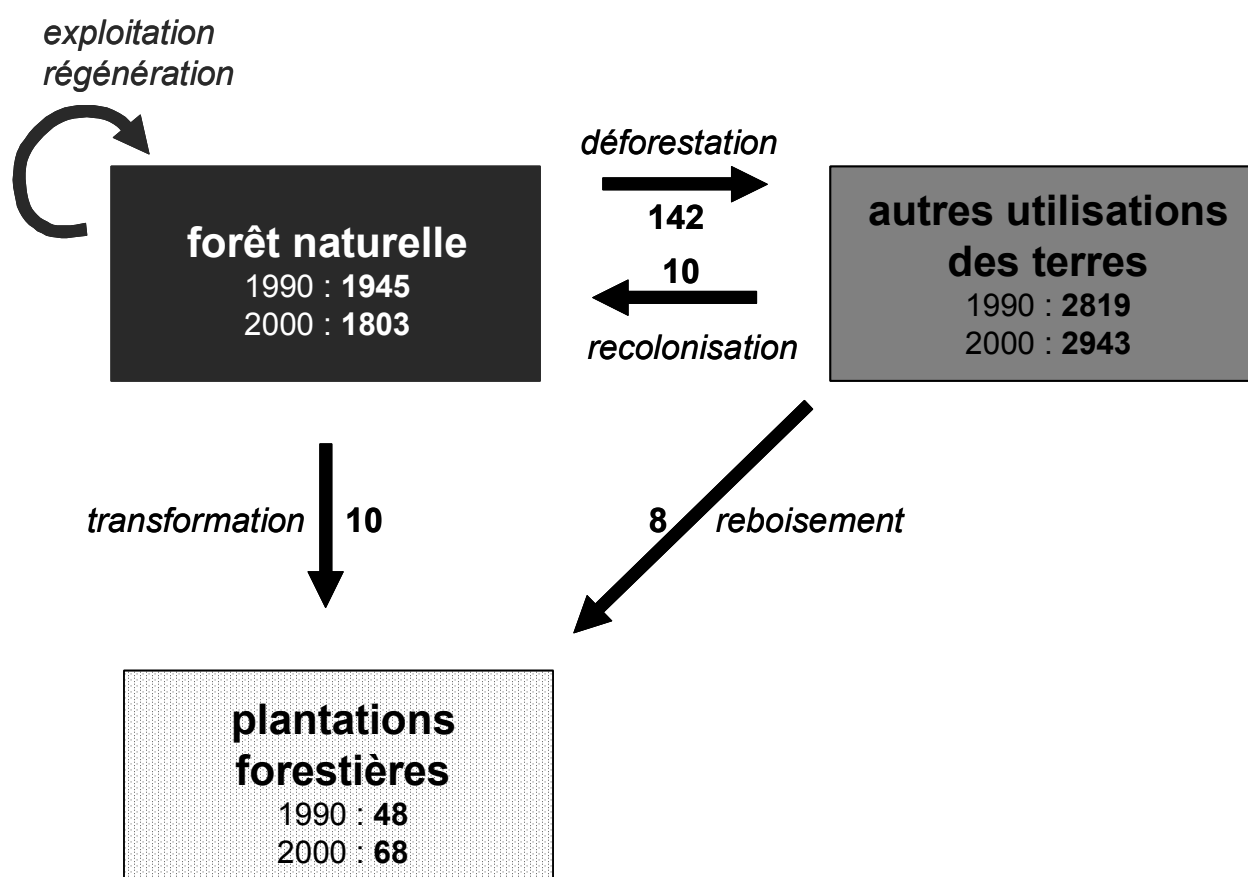 exploitation
régénération
déforestation
142
10
recolonisation
forêt naturelle
1990 : 1945
2000 : 1803
autres utilisations
des terres
1990 : 2819
2000 : 2943
transformation
10
8
reboisement
plantations
forestières
1990 : 48
2000 : 68